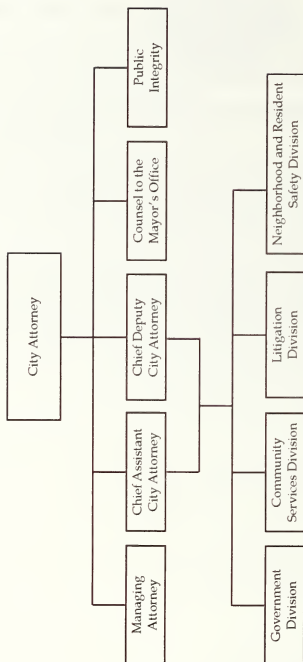 City Attorney
Managing
Attorney
Chief Assistant
City Attorney
Chief Deputy
City Attorney
Counsel to the
Mayor's Office
Public
Integrity
Government
Division
Community
Services Division
Litigation
Division
Neighborhood and Resident
Safety Division